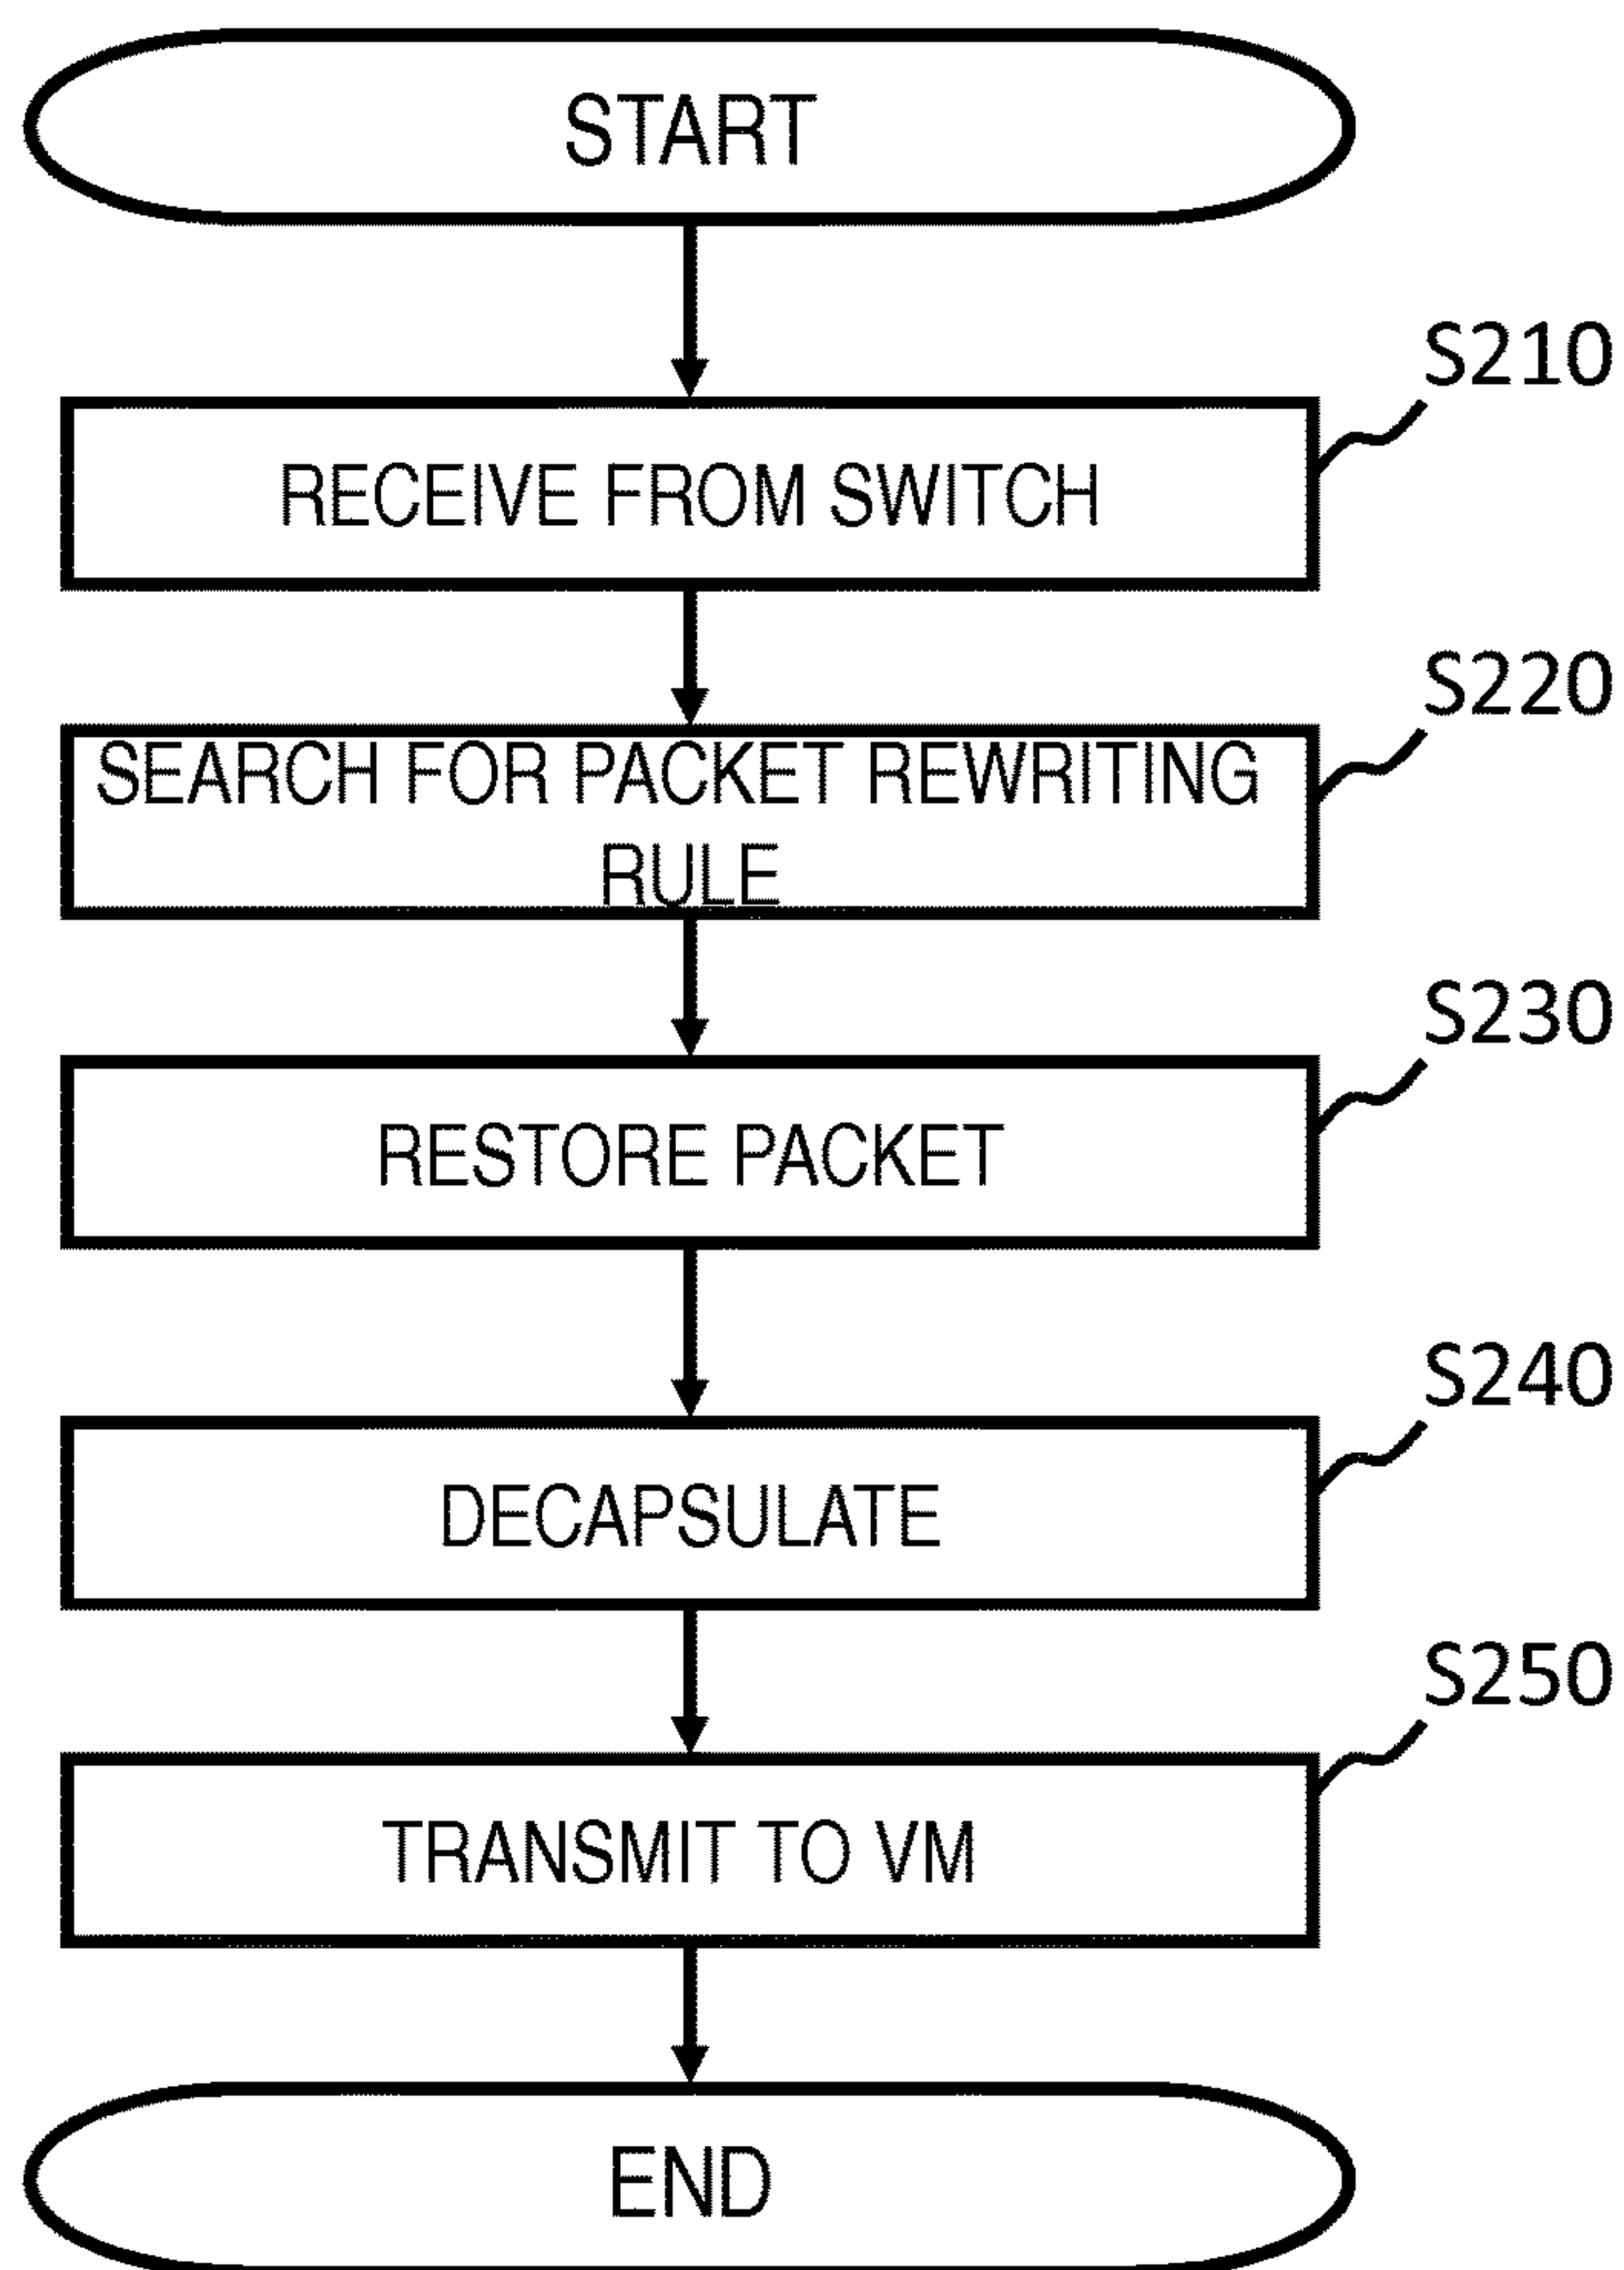 START
S210
RECEIVE FROM SWITCH
S220
SEARCH FOR PACKET REWRITING
RULE
S230
RESTORE PACKET
S240
DECAPSULATE
S250
TRANSMIT TO VM
END